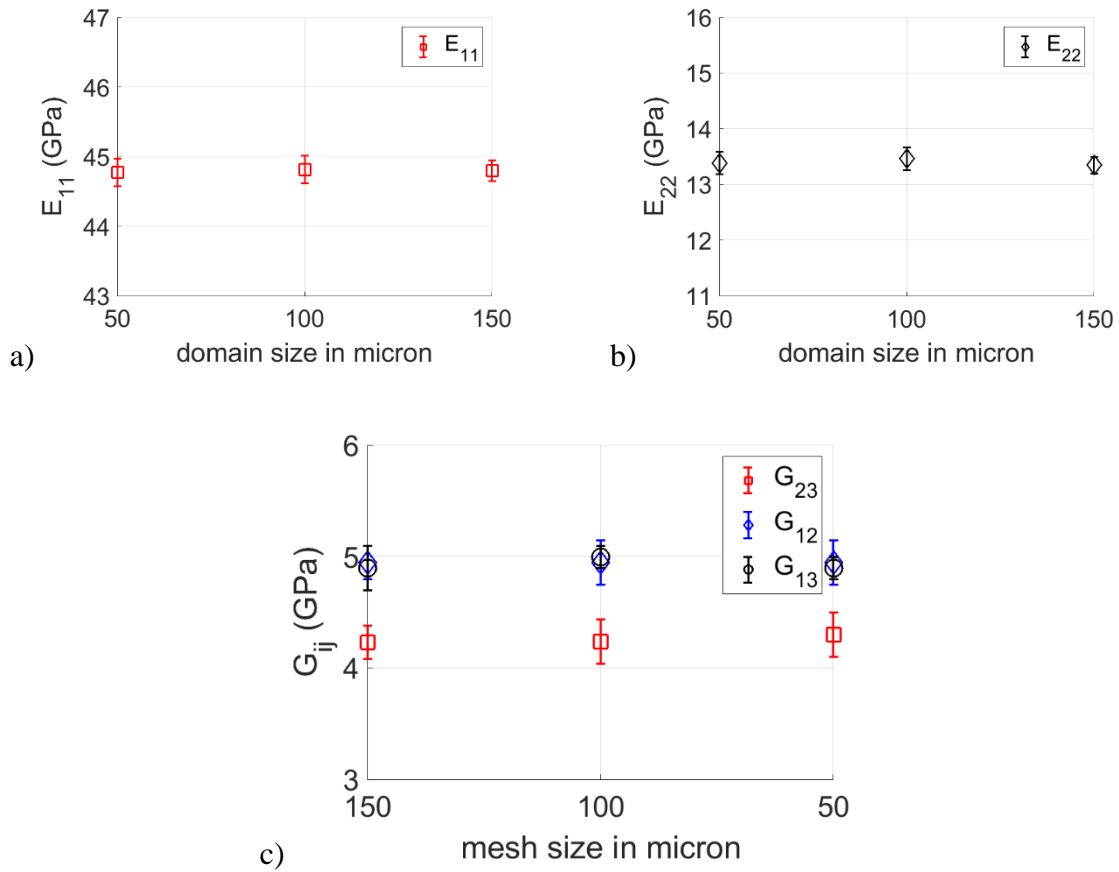 47
46
45
44
43
E11 (GPa)
E11
50 100 150
domain size in micron
a)
16
15
14
13
12
11
E22 (GPa)
E22
50 100 150
domain size in micron
b)
6
5
4
3
Gij (GPa)
G23
G12
G13
150 100 50
mesh size in micron
c)